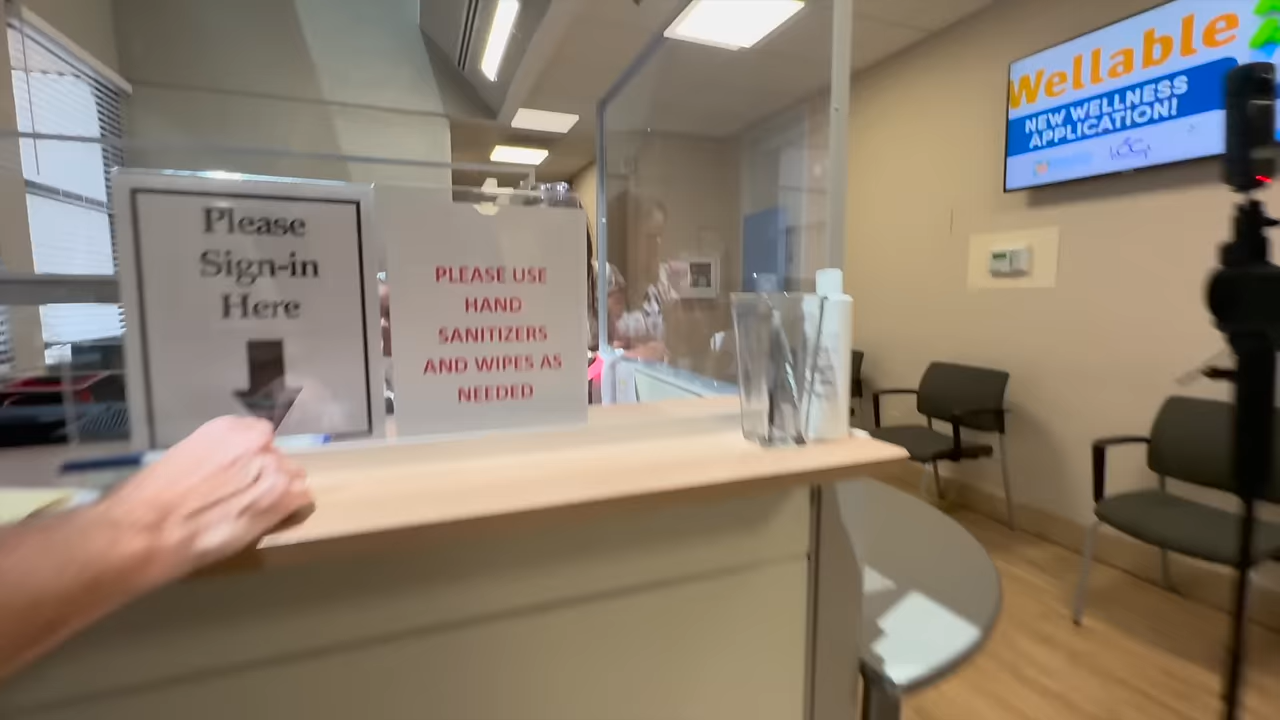 Please
Sign-in
Here
PLEASE USE
HAND
SANITIZERS
AND WIPES AS
NEEDED
Wellable
NEW WELLNESS
APPLICATION!